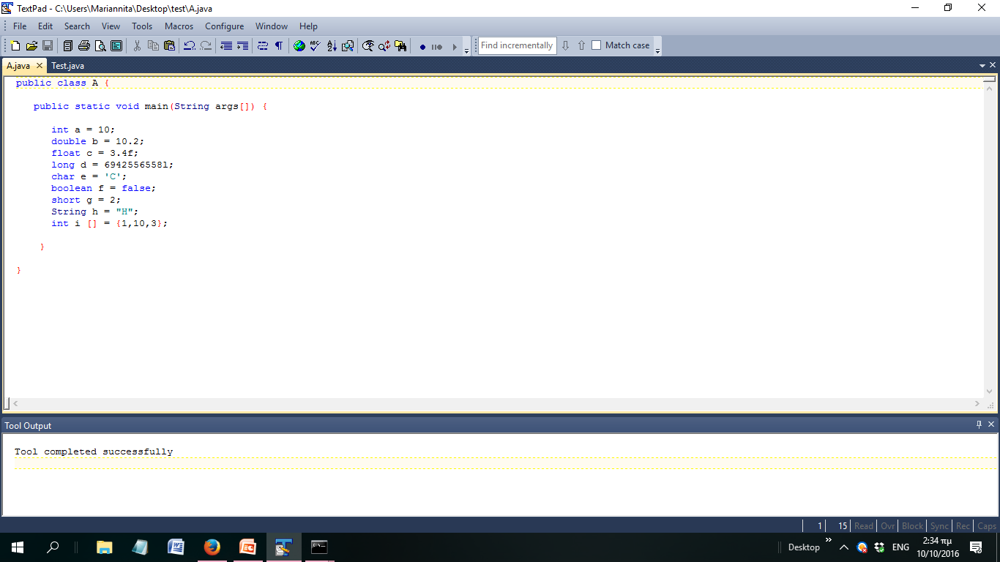 TextPad - C:\Users\Mariannita\Desktop\test\A.java
File Edit Search View Tools Macros Configure Window Help
Find incrementally Match case
A.java Test.java
public class A {
public static void main(String args[]) {
int a = 10;
double b = 10.2;
float c = 3.4f;
long d = 6942556558l;
char e = 'C';
boolean f = false;
short g = 2;
String h = "H";
int i [] = {1,10,3};
}
}
Tool Output
Tool completed successfully
1 15 Read Ovr Block Sync Rec Caps
Desktop ENG 2:34 πμ
10/10/2016